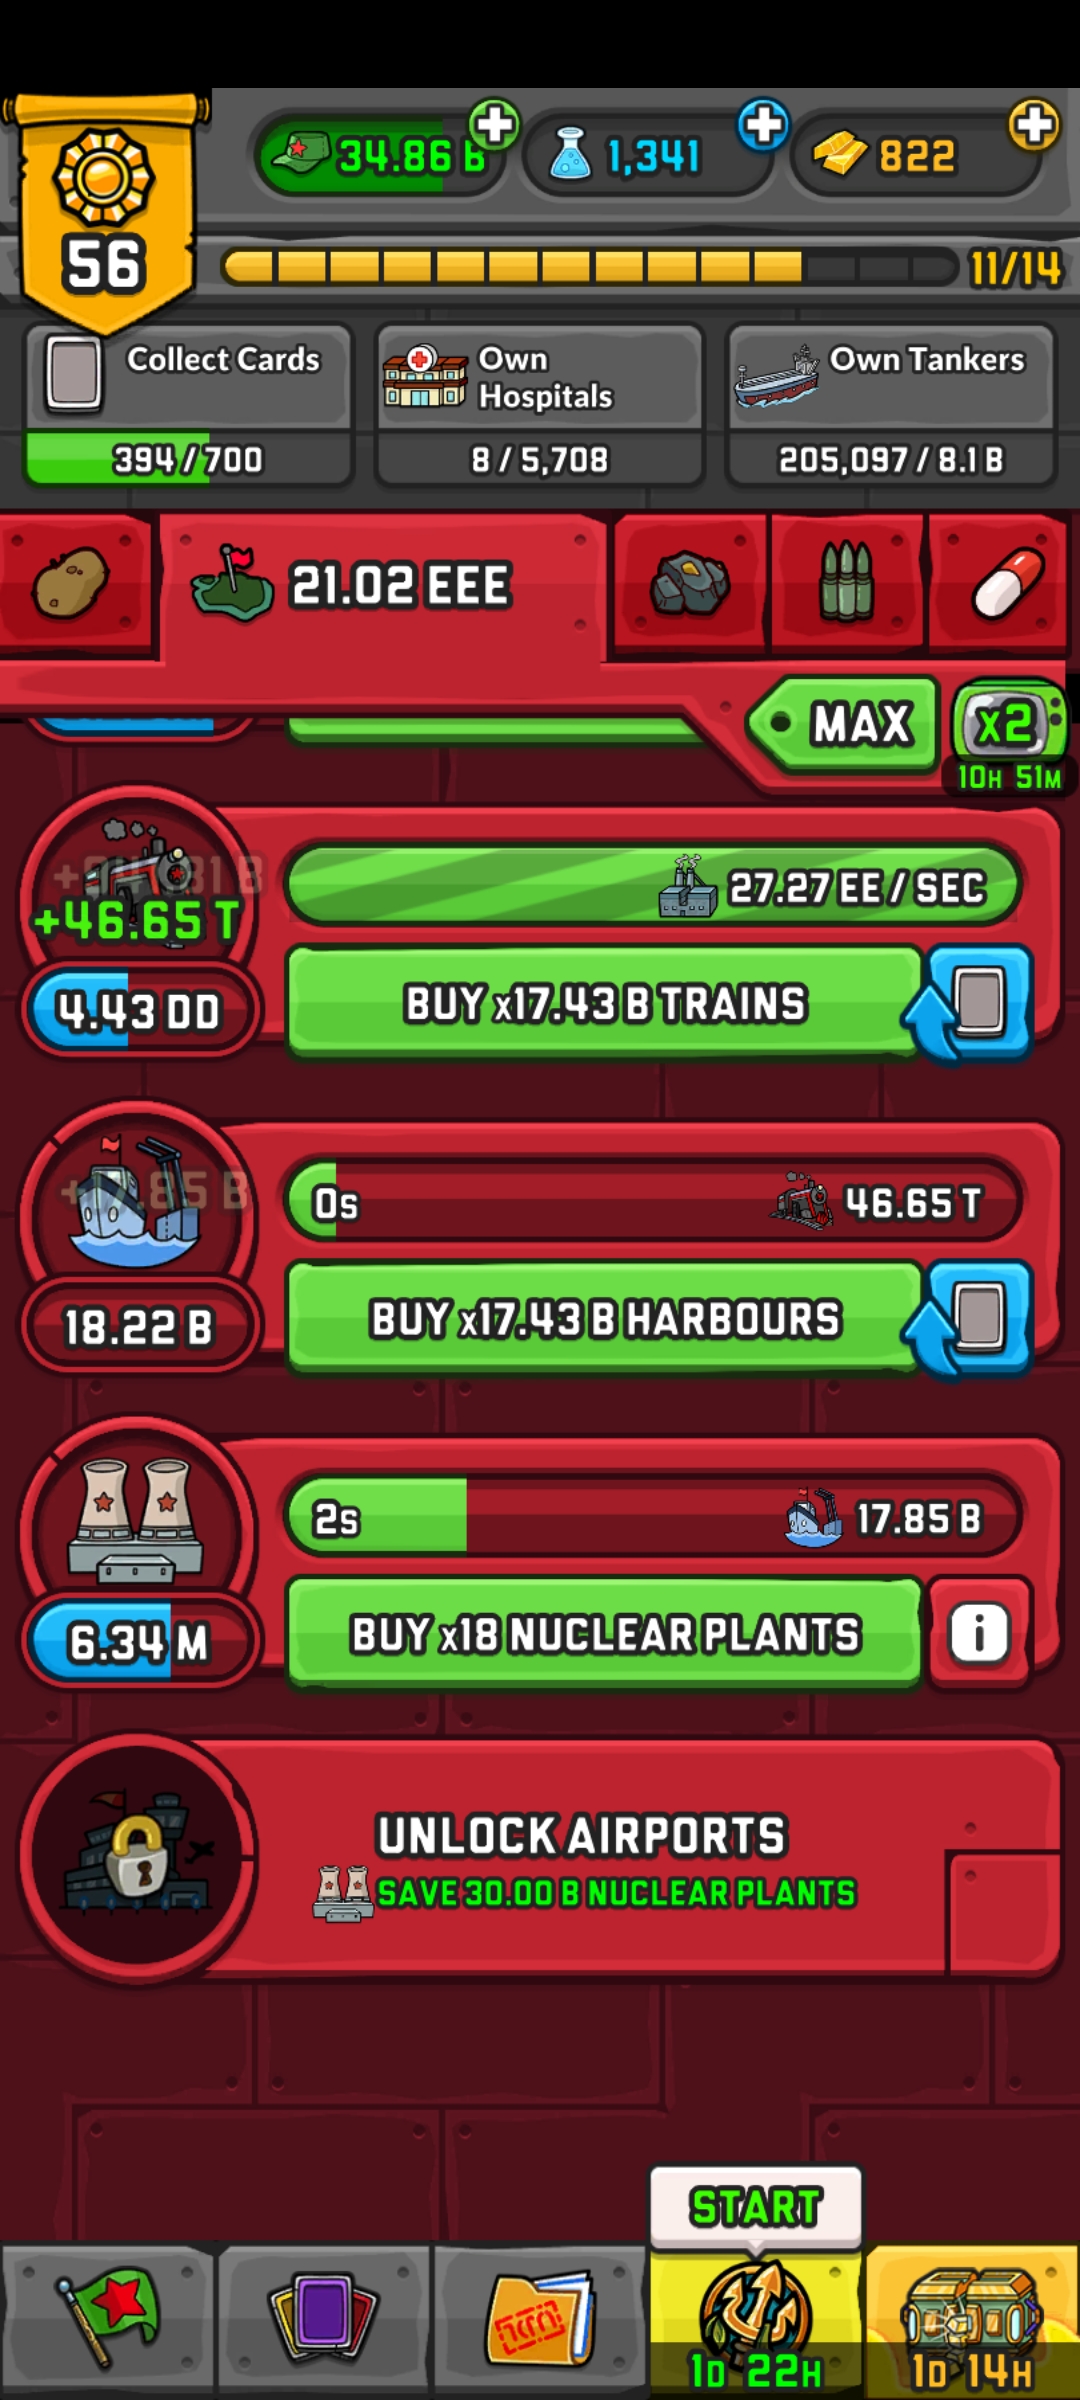 34.86 B
1,341
822
56
11/14
Collect Cards
394/700
Own
Hospitals
8/5,708
Own Tankers
205,097/8.1 B
21.02 EEE
MAX
x2
10H 51M
+46.65 T
27.27 EE / SEC
4.43 DD
BUY x17.43 B TRAINS
+17.85 B
0s
46.65 T
18.22 B
BUY x17.43 B HARBOURS
2s
17.85 B
6.34 M
BUY x18 NUCLEAR PLANTS
i
UNLOCK AIRPORTS
SAVE 30.00 B NUCLEAR PLANTS
START
1D 22H
1D 14H